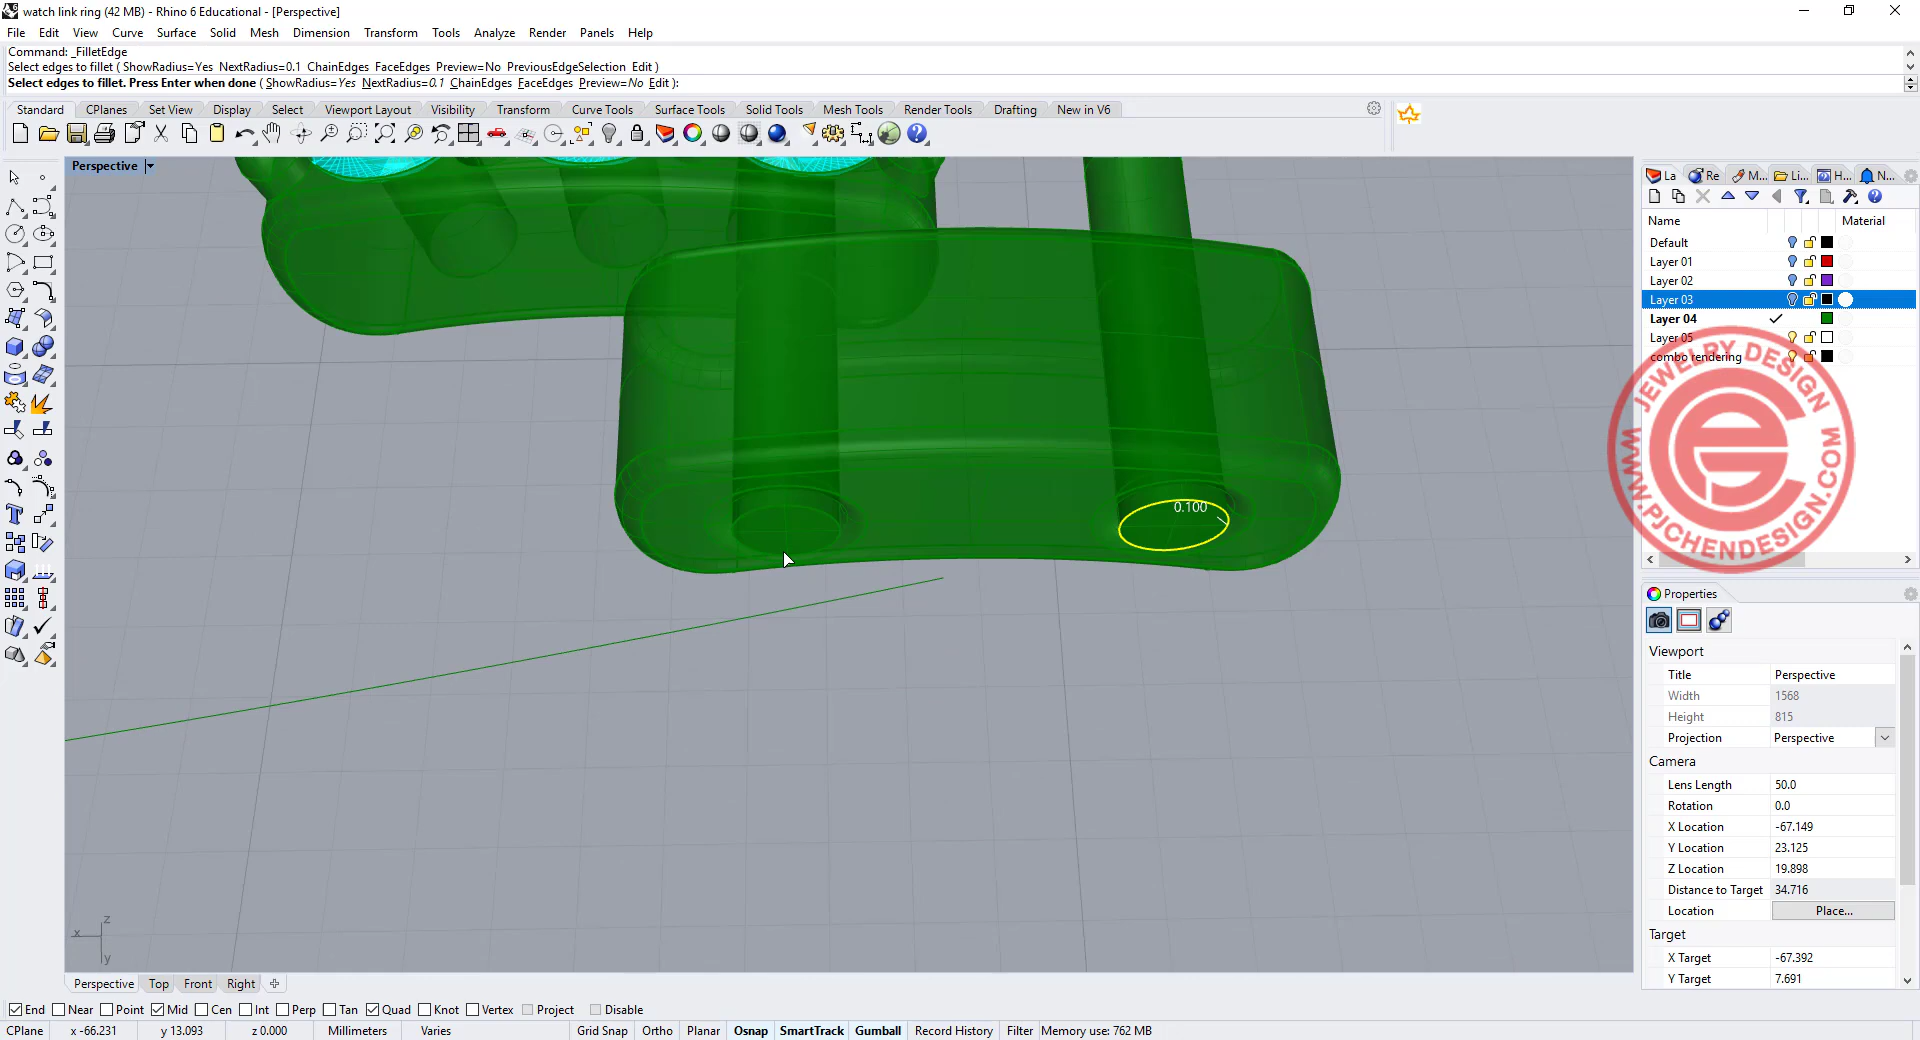 watch link ring (42 MB) - Rhino 6 Educational - [Perspective]
File Edit View Curve Surface Solid Mesh Dimension Transform Tools Analyze Render Panels Help
Command: _FilletEdge
Select edges to fillet ( ShowRadius=Yes NextRadius=0.1 ChainEdges FaceEdges Preview=No PreviousEdgeSelection Edit )
Select edges to fillet. Press Enter when done ( ShowRadius=Yes NextRadius=0.1 ChainEdges FaceEdges Preview=No Edit ):
Standard CPlanes Set View Display Select Viewport Layout Visibility Transform Curve Tools Surface Tools Solid Tools Mesh Tools Render Tools Drafting New in V6
Perspective
0.100
z
x
y
La Re M... Li... H... N...
Name Material
Default
Layer 01
Layer 02
Layer 03
Layer 04
Layer 05
combo rendering
JEWELRY DESIGN
WWW.PJCHENDESIGN.COM
Properties
Viewport
Title Perspective
Width 1568
Height 815
Projection Perspective
Camera
Lens Length 50.0
Rotation 0.0
X Location -67.149
Y Location 23.125
Z Location 19.898
Distance to Target 34.716
Location Place...
Target
X Target -67.392
Y Target 7.691
Perspective Top Front Right
End Near Point Mid Cen Int Perp Tan Quad Knot Vertex Project Disable
CPlane x -66.231 y 13.093 z 0.000 Millimeters Varies Grid Snap Ortho Planar Osnap SmartTrack Gumball Record History Filter Memory use: 762 MB